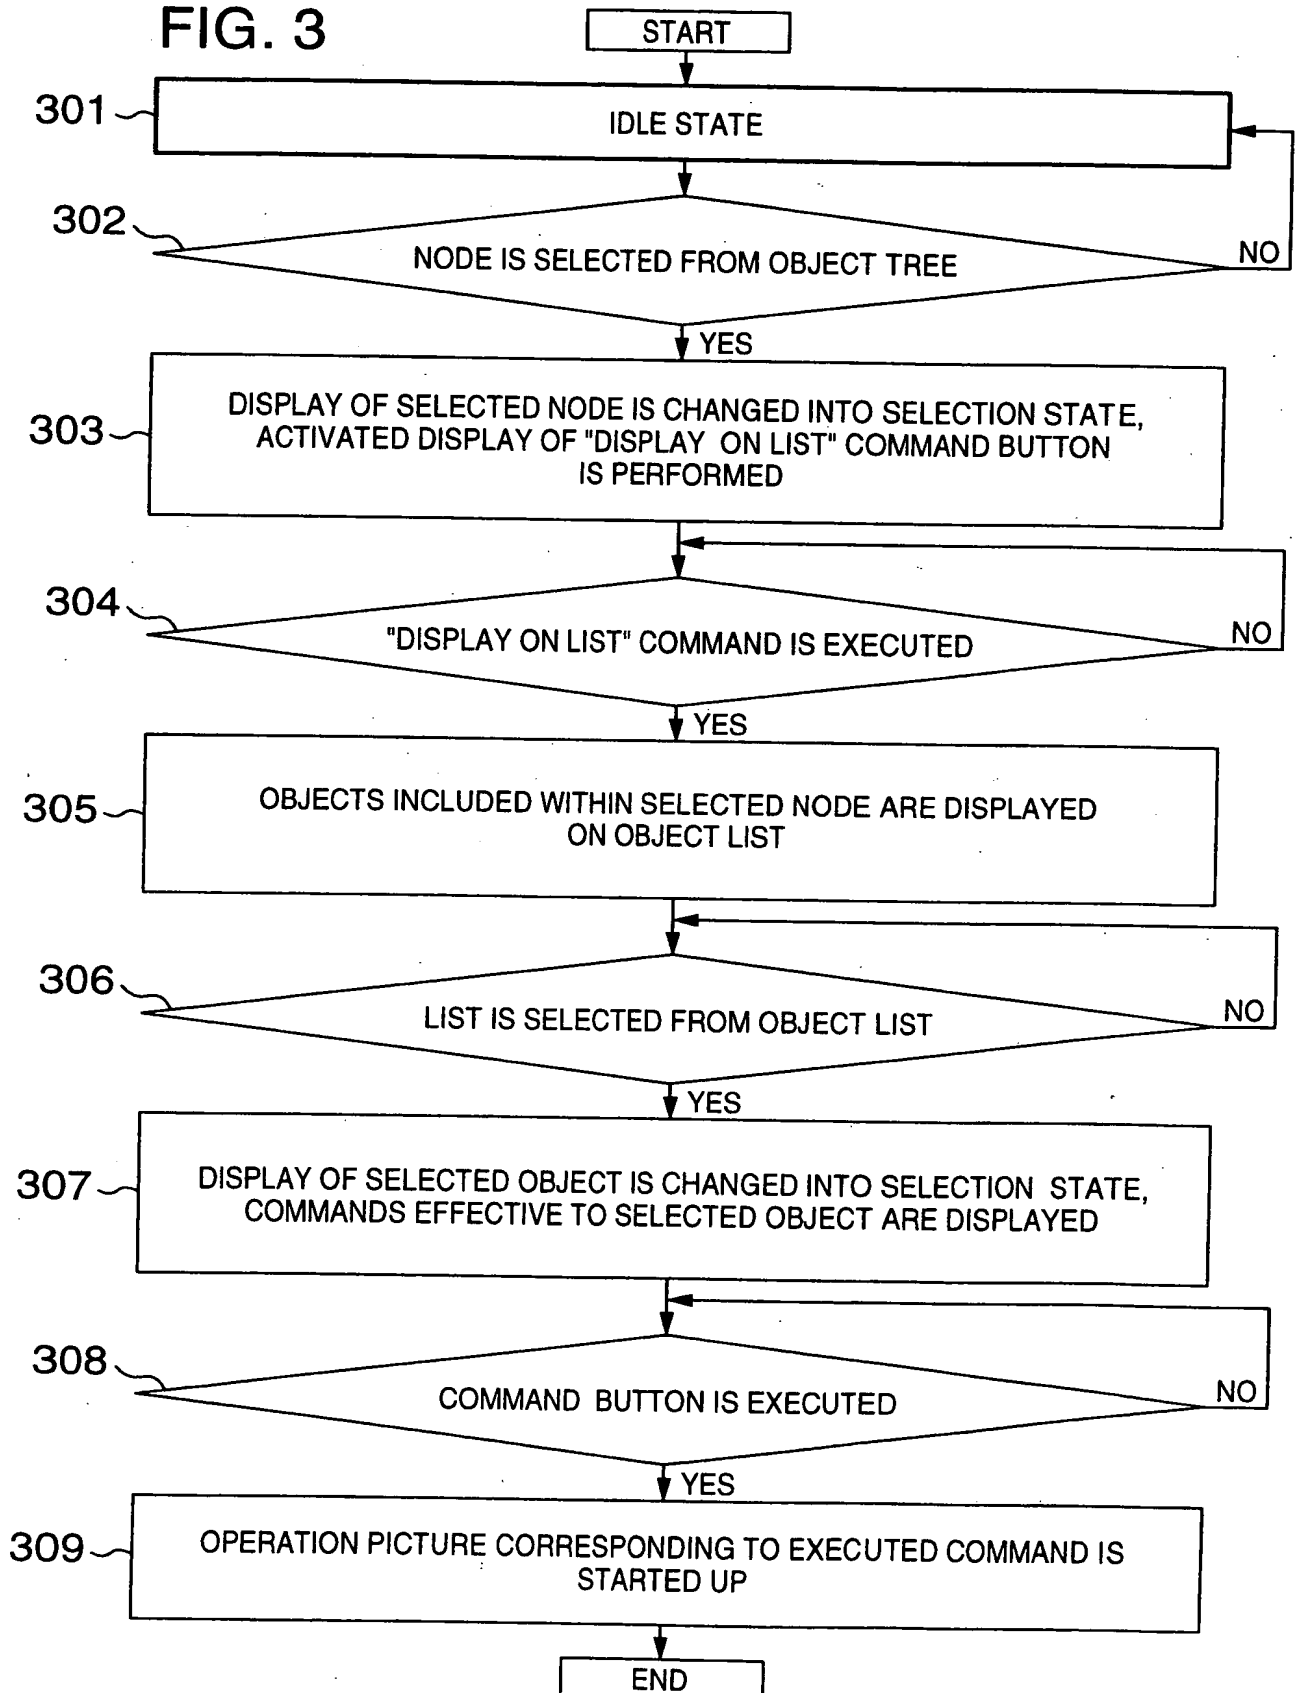 FIG. 3
START
301
IDLE STATE
302
NODE IS SELECTED FROM OBJECT TREE
NO
YES
303
DISPLAY OF SELECTED NODE IS CHANGED INTO SELECTION STATE,
ACTIVATED DISPLAY OF "DISPLAY ON LIST" COMMAND BUTTON
IS PERFORMED
304
"DISPLAY ON LIST" COMMAND IS EXECUTED
NO
YES
305
OBJECTS INCLUDED WITHIN SELECTED NODE ARE DISPLAYED
ON OBJECT LIST
306
LIST IS SELECTED FROM OBJECT LIST
NO
YES
307
DISPLAY OF SELECTED OBJECT IS CHANGED INTO SELECTION STATE,
COMMANDS EFFECTIVE TO SELECTED OBJECT ARE DISPLAYED
308
COMMAND BUTTON IS EXECUTED
NO
YES
309
OPERATION PICTURE CORRESPONDING TO EXECUTED COMMAND IS
STARTED UP
END